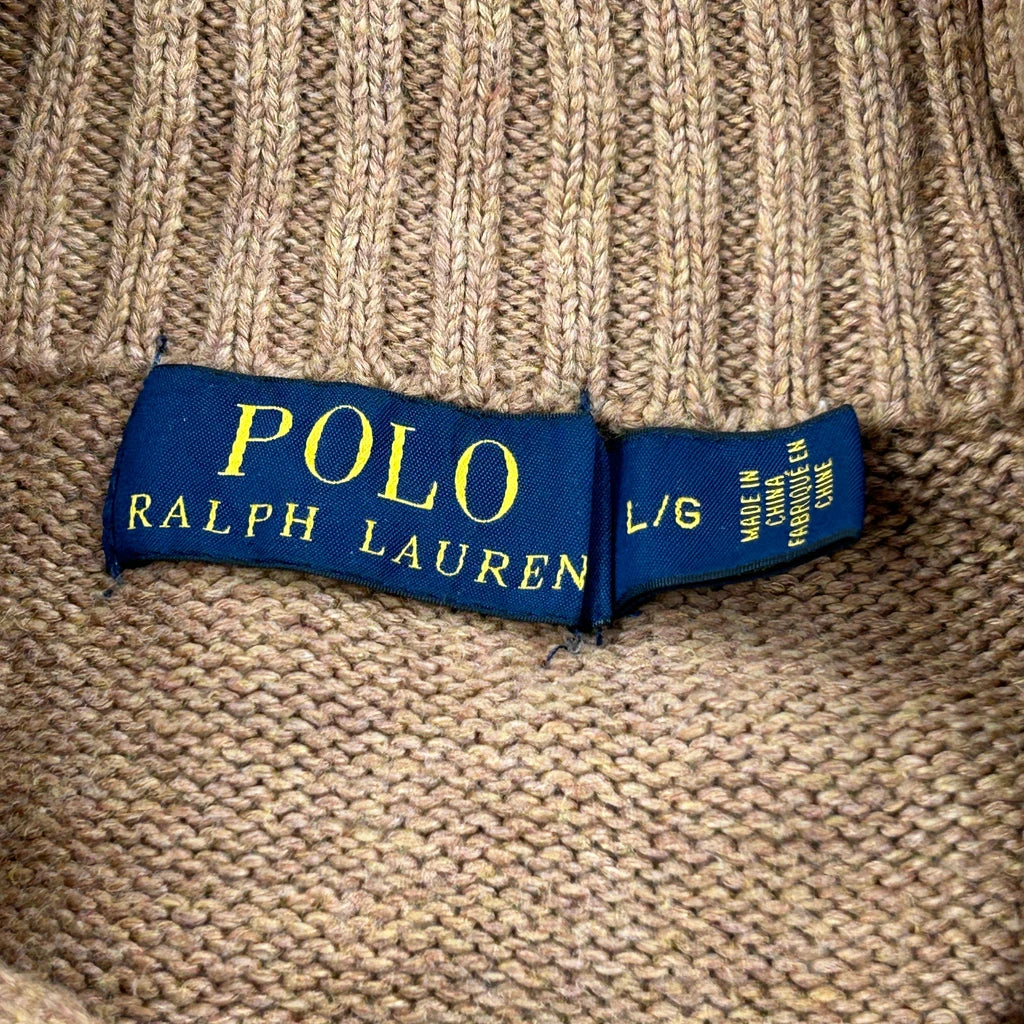 POLO
RALPH LAUREN
L/G
MADE IN
CHINA
FABRIQUÉ EN
CHINE